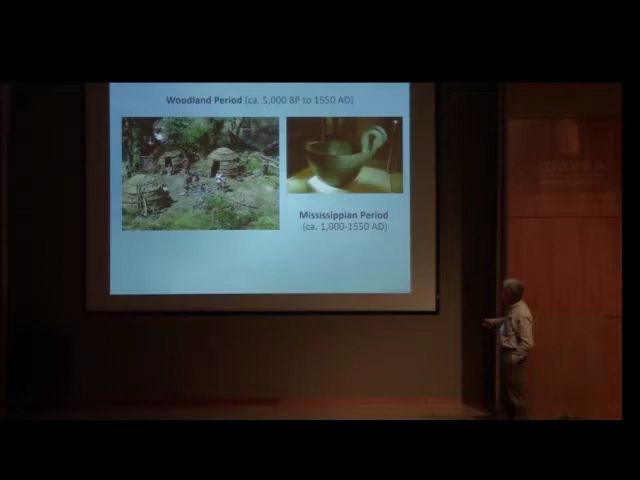 Woodland Period (ca. 5,000 BP to 1550 AD)
Mississippian Period
(ca. 1,000-1550 AD)